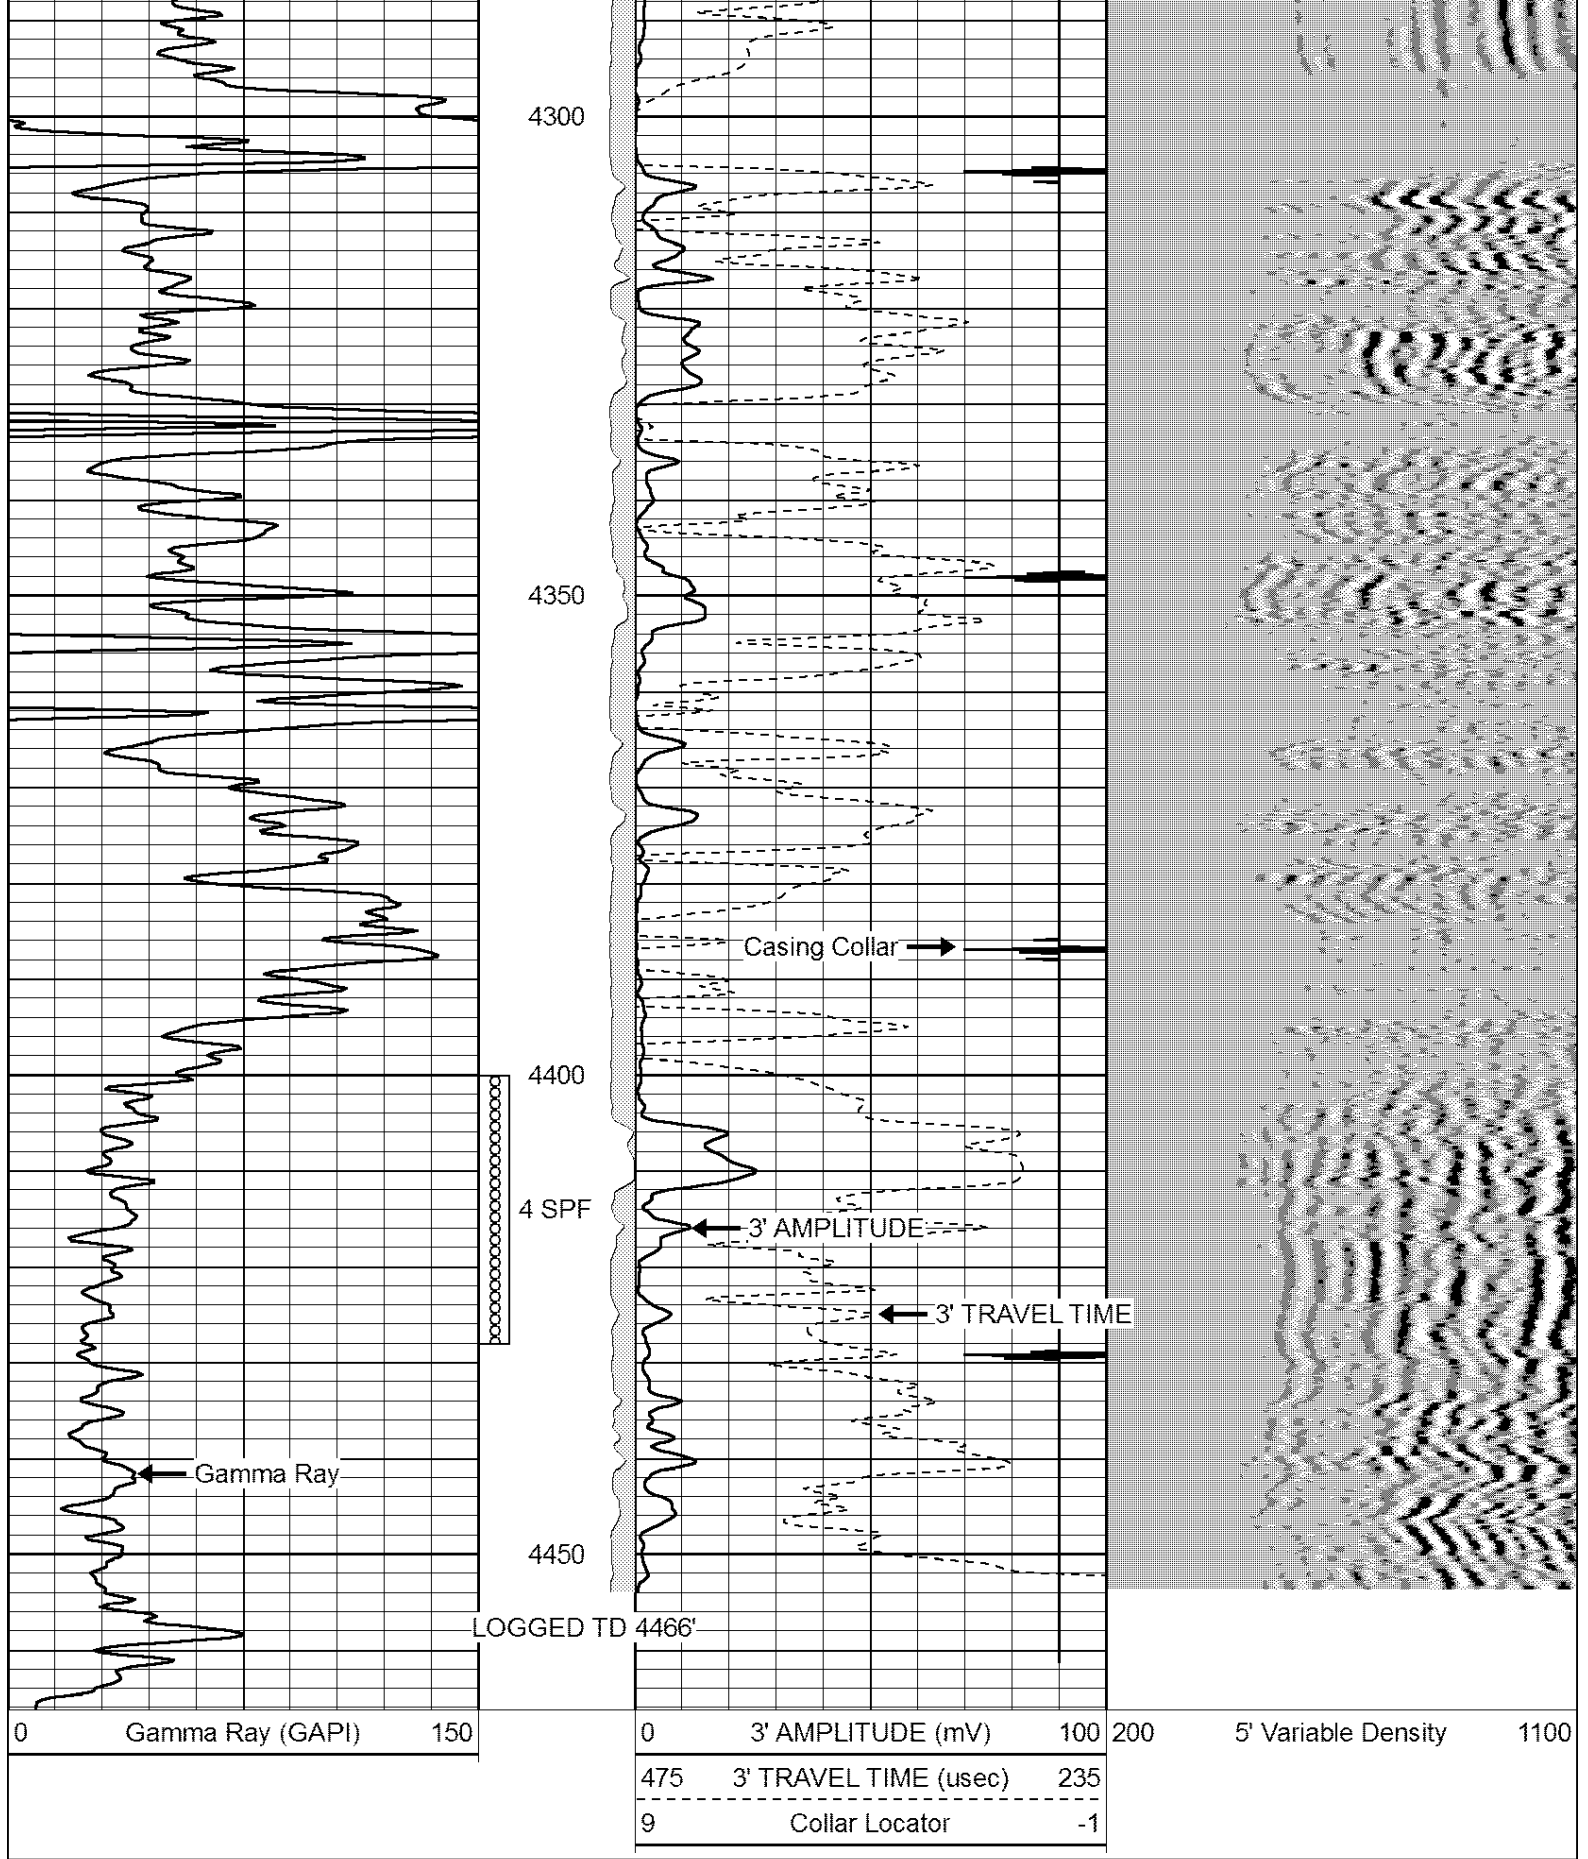 4300
4350
Casing Collar
4400
4 SPF
3' AMPLITUDE
3' TRAVEL TIME
Gamma Ray
4450
LOGGED TD 4466'
0 Gamma Ray (GAPI) 150
0 3' AMPLITUDE (mV) 100
200 5' Variable Density 1100
475 3' TRAVEL TIME (usec) 235
9 Collar Locator -1